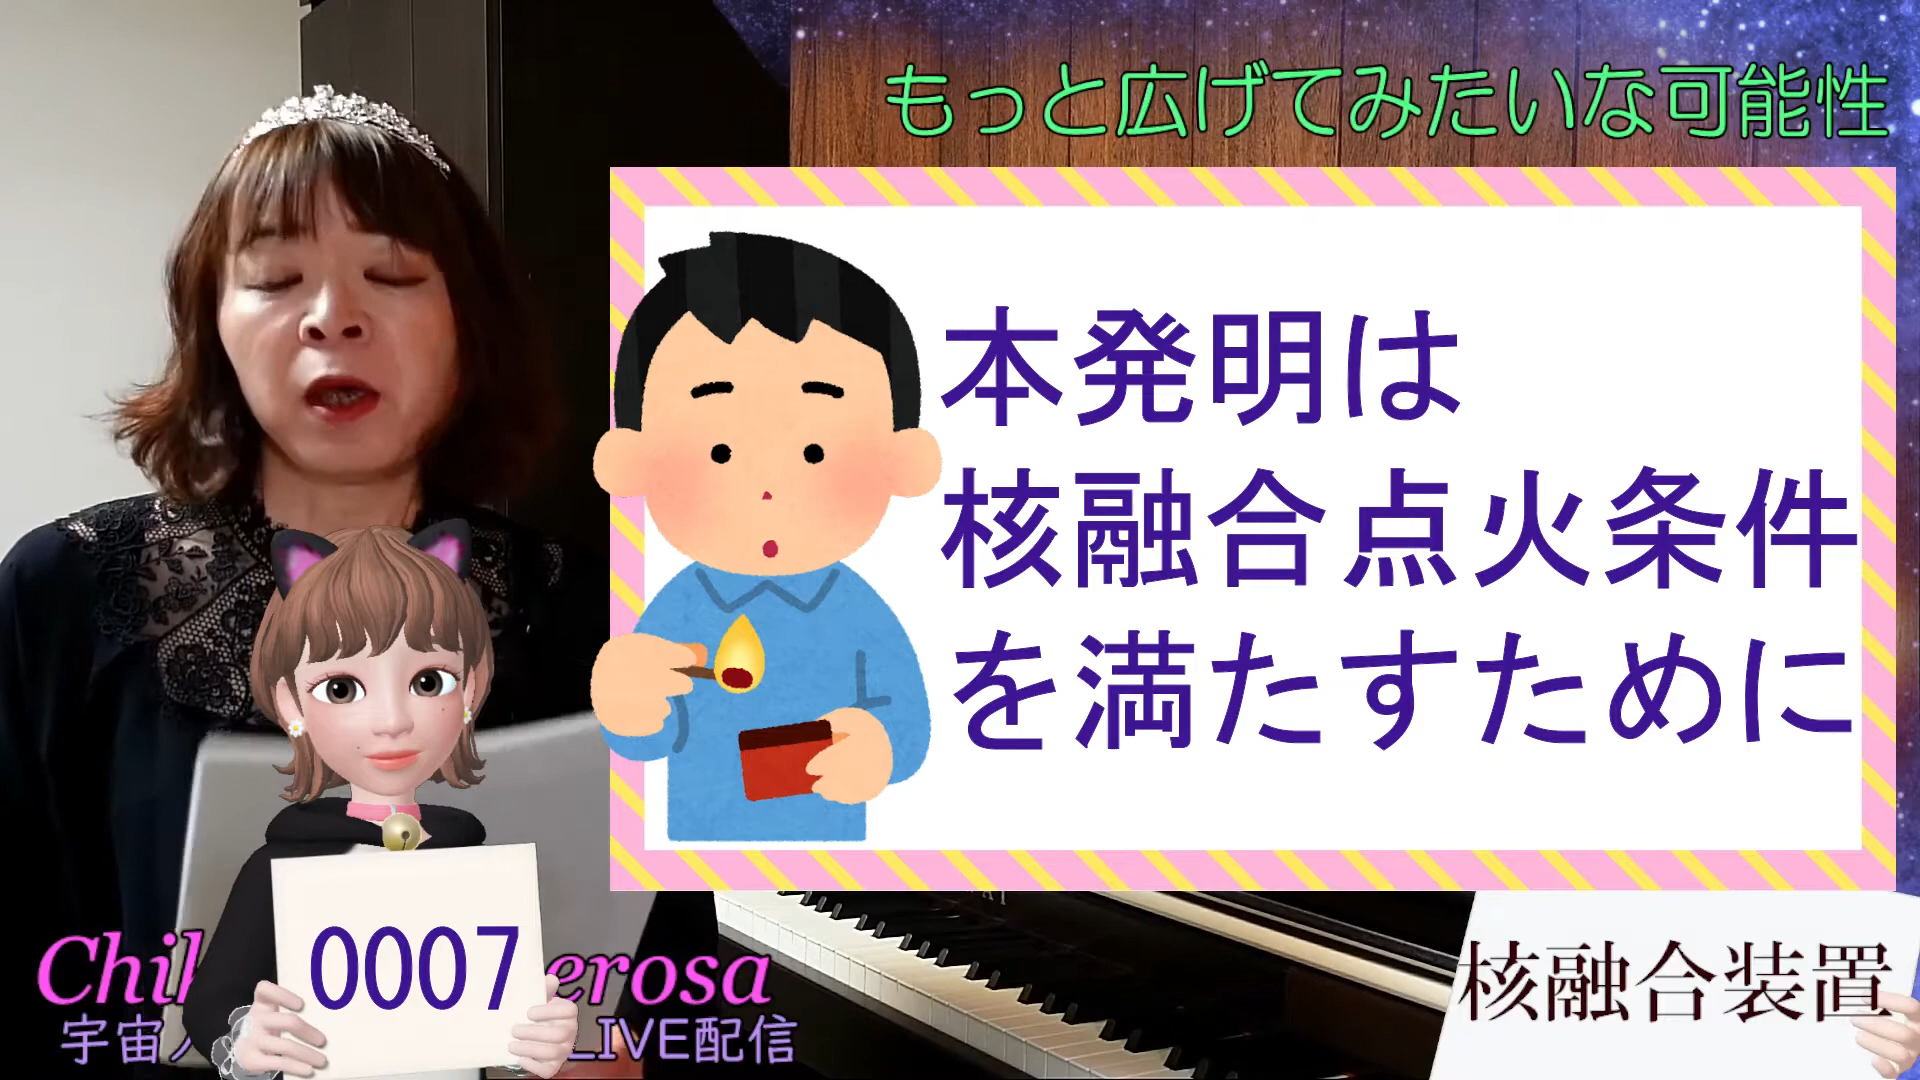 もっと広げてみたいな可能性
本発明は
核融合点火条件
を満たすために
0007
核融合装置
LIVE配信
宇宙